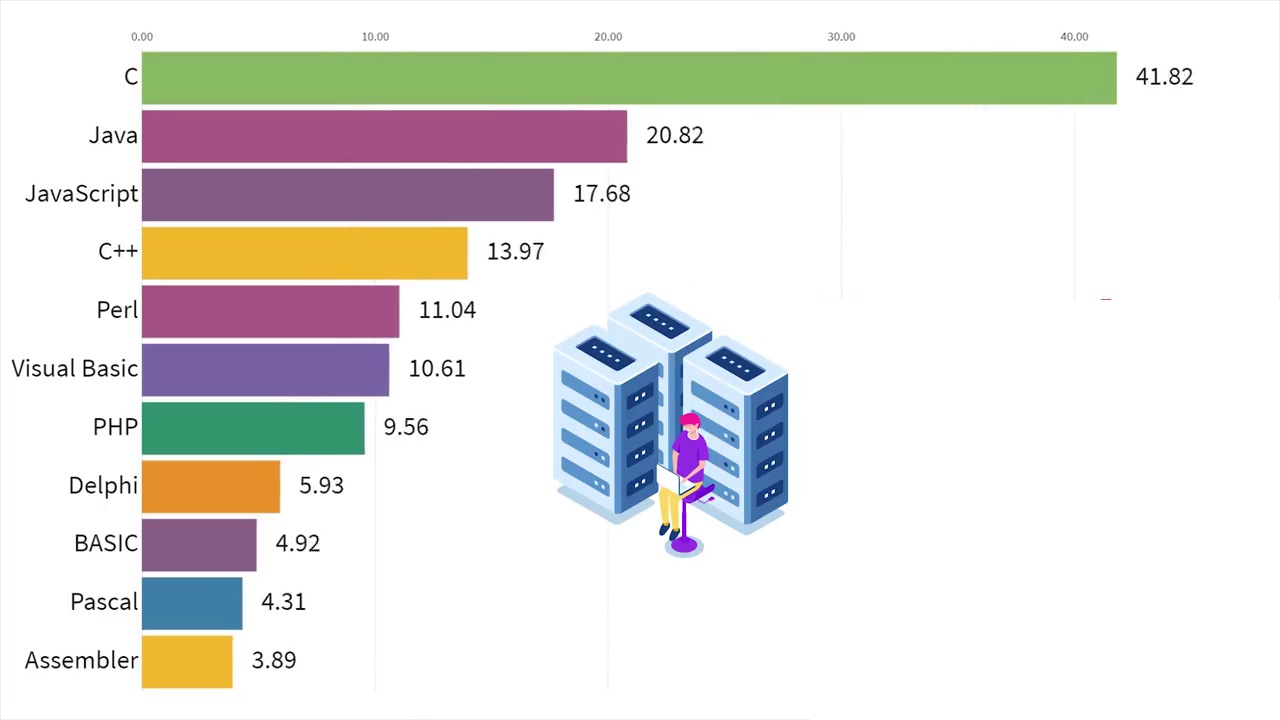 0.00 10.00 20.00 30.00 40.00
C 41.82
Java 20.82
JavaScript 17.68
C++ 13.97
Perl 11.04
Visual Basic 10.61
PHP 9.56
Delphi 5.93
BASIC 4.92
Pascal 4.31
Assembler 3.89